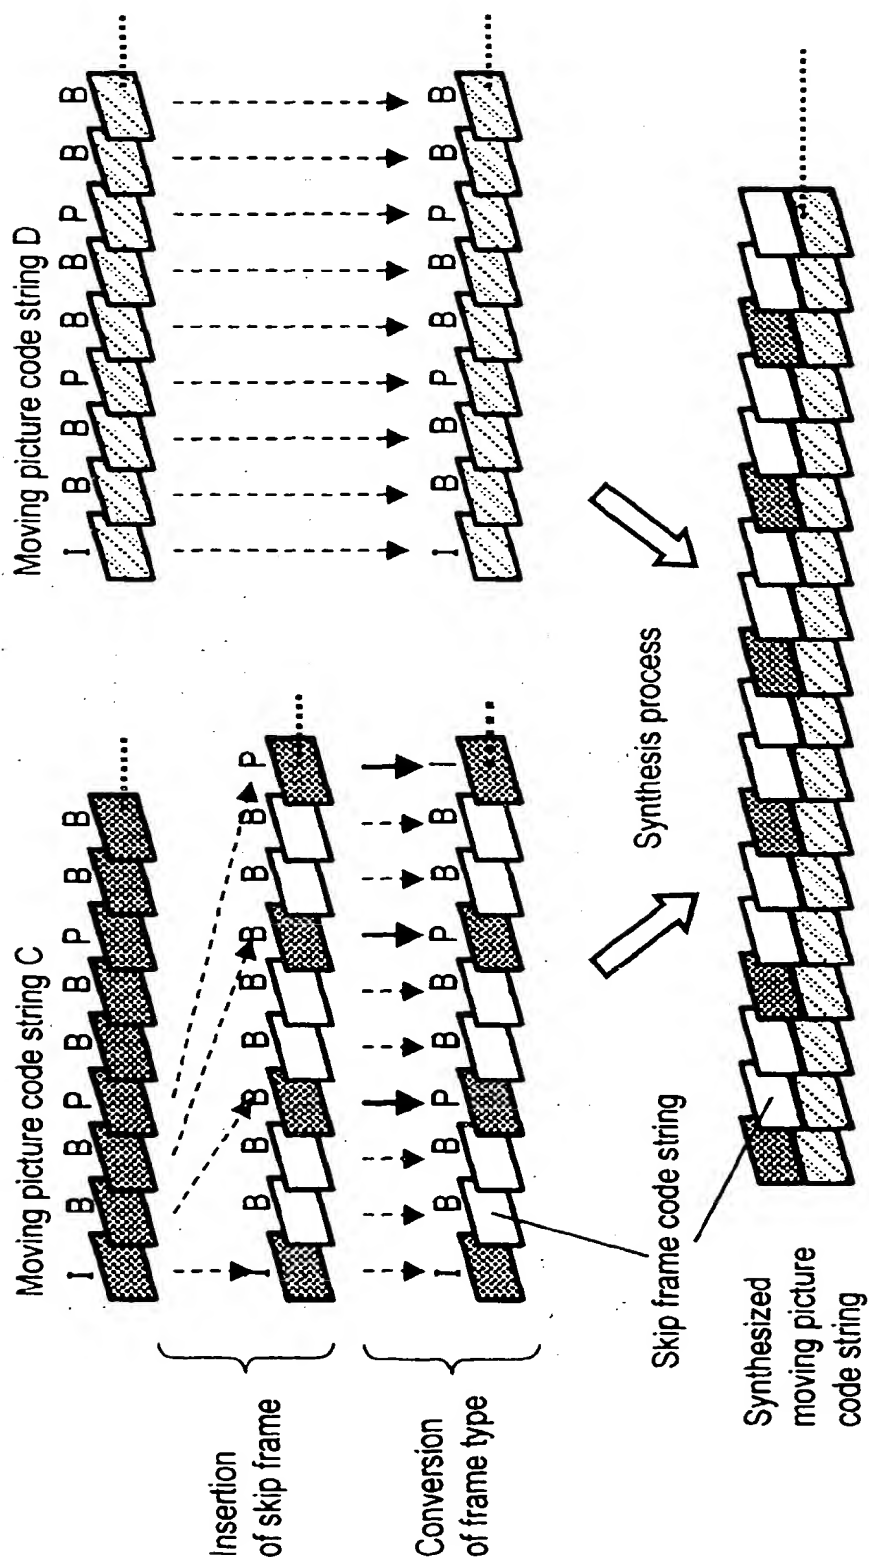 Moving picture code string C
I B B P B B P B B
Moving picture code string D
I B B P B B P B B
Insertion
of skip frame
I B B B B B B B B P
Conversion
of frame type
I B B P B B P B B I
I B B P B B P B B
Skip frame code string
Synthesis process
Synthesized
moving picture
code string